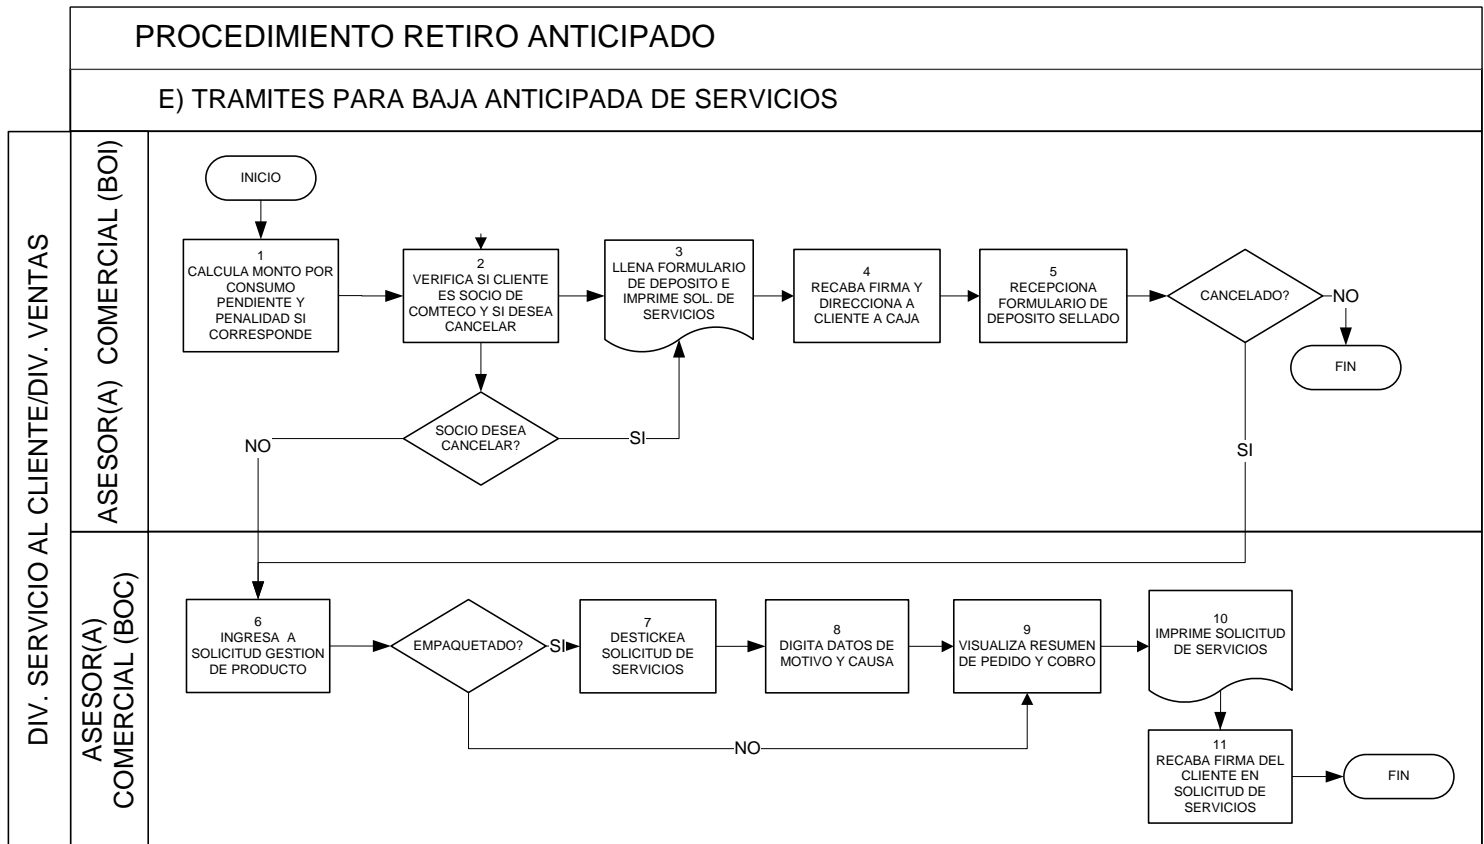 PROCEDIMIENTO RETIRO ANTICIPADO
E) TRAMITES PARA BAJA ANTICIPADA DE SERVICIOS
DIV. SERVICIO AL CLIENTE/DIV. VENTAS
ASESOR(A) COMERCIAL (BOI)
INICIO
1
CALCULA MONTO POR
CONSUMO
PENDIENTE Y
PENALIDAD SI
CORRESPONDE
2
VERIFICA SI CLIENTE
ES SOCIO DE
COMTECO Y SI DESEA
CANCELAR
3
LLENA FORMULARIO
DE DEPOSITO E
IMPRIME SOL. DE
SERVICIOS
4
RECABA FIRMA Y
DIRECCIONA A
CLIENTE A CAJA
5
RECEPCIONA
FORMULARIO DE
DEPOSITO SELLADO
CANCELADO?
NO
FIN
SOCIO DESEA
CANCELAR?
SI
NO
SI
ASESOR(A)
COMERCIAL (BOC)
6
INGRESA A
SOLICITUD GESTION
DE PRODUCTO
EMPAQUETADO?
SI
7
DESTICKEA
SOLICITUD DE
SERVICIOS
8
DIGITA DATOS DE
MOTIVO Y CAUSA
9
VISUALIZA RESUMEN
DE PEDIDO Y COBRO
10
IMPRIME SOLICITUD
DE SERVICIOS
NO
11
RECABA FIRMA DEL
CLIENTE EN
SOLICITUD DE
SERVICIOS
FIN